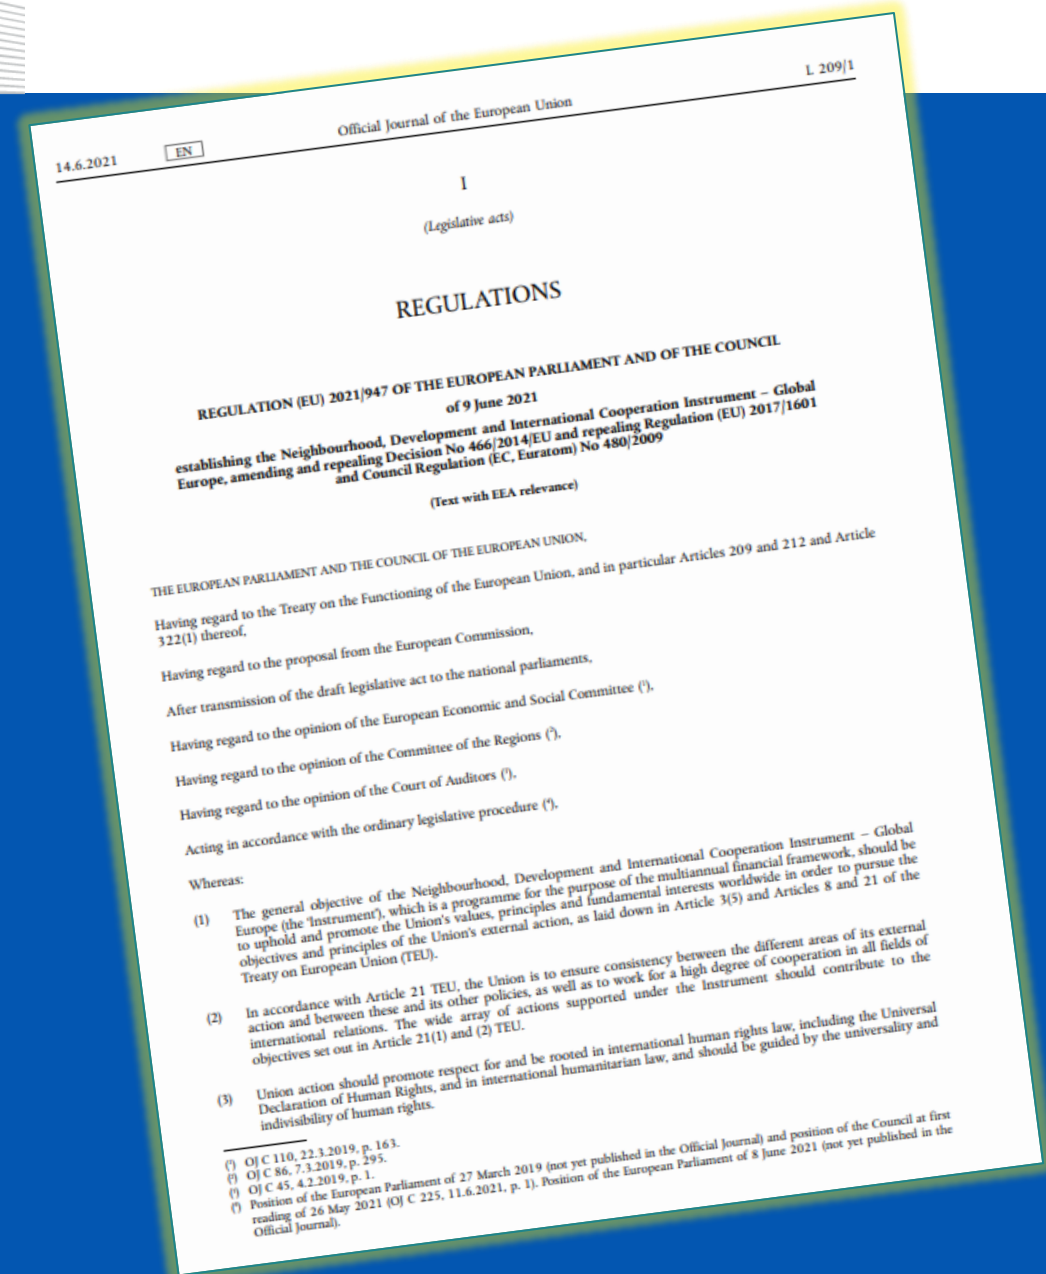 14.6.2021 EN Official Journal of the European Union L 209/1
I
(Legislative acts)
REGULATIONS
REGULATION (EU) 2021/947 OF THE EUROPEAN PARLIAMENT AND OF THE COUNCIL
of 9 June 2021
establishing the Neighbourhood, Development and International Cooperation Instrument – Global
Europe, amending and repealing Decision No 466/2014/EU and repealing Regulation (EU) 2017/1601
and Council Regulation (EC, Euratom) No 480/2009
(Text with EEA relevance)
THE EUROPEAN PARLIAMENT AND THE COUNCIL OF THE EUROPEAN UNION,
Having regard to the Treaty on the Functioning of the European Union, and in particular Articles 209 and 212 and Article
322(1) thereof,
Having regard to the proposal from the European Commission,
After transmission of the draft legislative act to the national parliaments,
Having regard to the opinion of the European Economic and Social Committee (¹),
Having regard to the opinion of the Committee of the Regions (²),
Having regard to the opinion of the Court of Auditors (³),
Acting in accordance with the ordinary legislative procedure (⁴),
Whereas:
(1) The general objective of the Neighbourhood, Development and International Cooperation Instrument – Global
Europe (the 'Instrument'), which is a programme for the purpose of the multiannual financial framework, should be
to uphold and promote the Union's values, principles and fundamental interests worldwide in order to pursue the
objectives and principles of the Union's external action, as laid down in Article 3(5) and Articles 8 and 21 of the
Treaty on European Union (TEU).
(2) In accordance with Article 21 TEU, the Union is to ensure consistency between the different areas of its external
action and between these and its other policies, as well as to work for a high degree of cooperation in all fields of
international relations. The wide array of actions supported under the Instrument should contribute to the
objectives set out in Article 21(1) and (2) TEU.
(3) Union action should promote respect for and be rooted in international human rights law, including the Universal
Declaration of Human Rights, and in international humanitarian law, and should be guided by the universality and
indivisibility of human rights.
(¹) OJ C 110, 22.3.2019, p. 163.
(²) OJ C 86, 7.3.2019, p. 295.
(³) OJ C 45, 4.2.2019, p. 1.
(⁴) Position of the European Parliament of 27 March 2019 (not yet published in the Official Journal) and position of the Council at first
reading of 26 May 2021 (OJ C 225, 11.6.2021, p. 1). Position of the European Parliament of 8 June 2021 (not yet published in the
Official Journal).